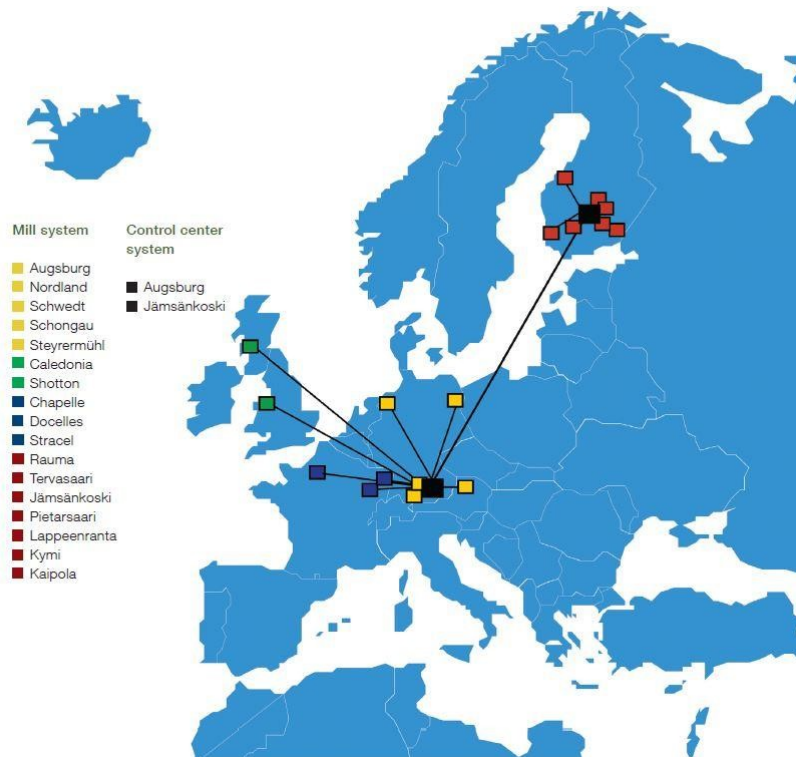 Mill system
Augsburg
Nordland
Schwedt
Schongau
Steyrermühl
Caledonia
Shotton
Chapelle
Docelles
Stracel
Rauma
Tervasaari
Jämsänkoski
Pietarsaari
Lappeenranta
Kymi
Kaipola
Control center
system
Augsburg
Jämsänkoski